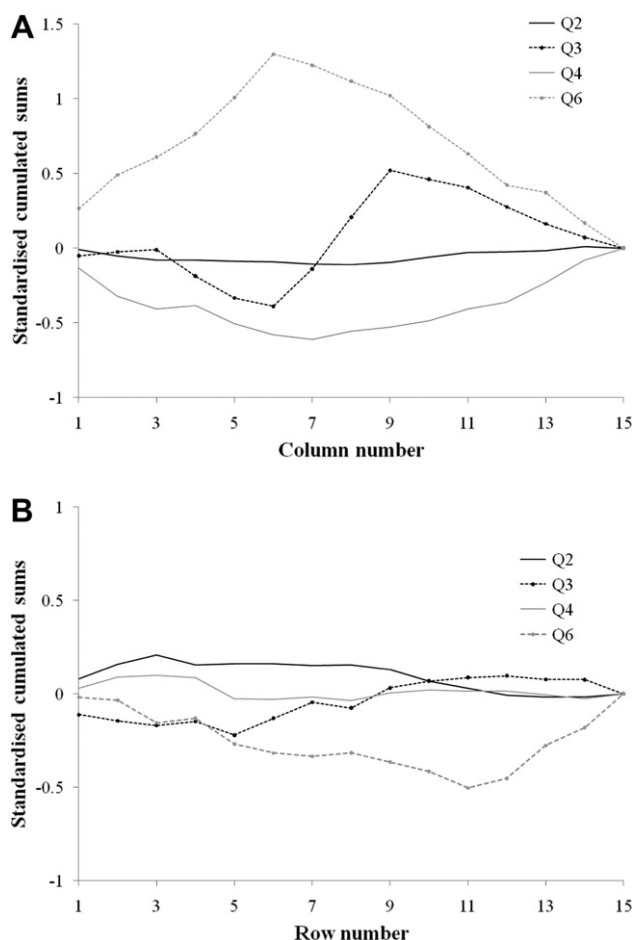 A
Standardised cumulated sums
1.5
1
0.5
0
-0.5
-1
1 3 5 7 9 11 13 15
Column number
Q2
Q3
Q4
Q6
B
Standardised cumulated sums
1
0.5
0
-0.5
-1
1 3 5 7 9 11 13 15
Row number
Q2
Q3
Q4
Q6